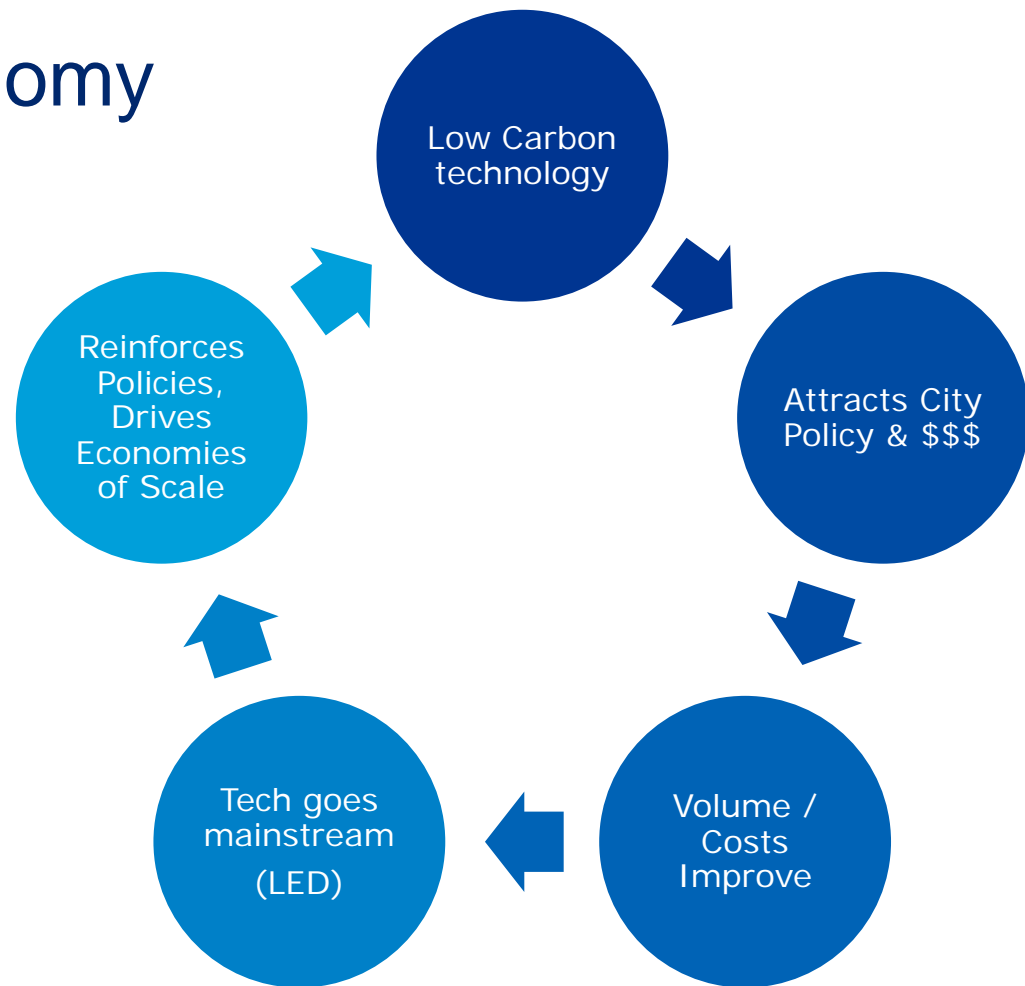 omy
Low Carbon
technology
Attracts City
Policy & $$$
Volume /
Costs
Improve
Tech goes
mainstream
(LED)
Reinforces
Policies,
Drives
Economies
of Scale